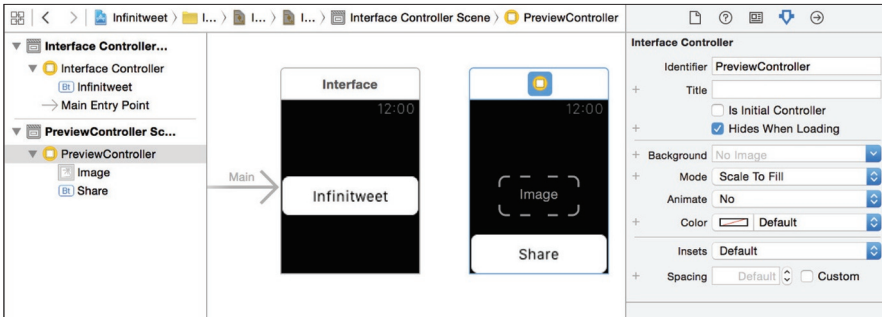 Infinitweet > I... > I... > I... > Interface Controller Scene > PreviewController
Interface Controller...
Interface Controller
Bt Infinitweet
Main Entry Point
PreviewController Sc...
PreviewController
Image
Bt Share
Main
Interface
12:00
Infinitweet
12:00
Image
Share
Interface Controller
Identifier PreviewController
+ Title
Is Initial Controller
+ Hides When Loading
+ Background No Image
+ Mode Scale To Fill
Animate No
+ Color Default
Insets Default
+ Spacing Default Custom